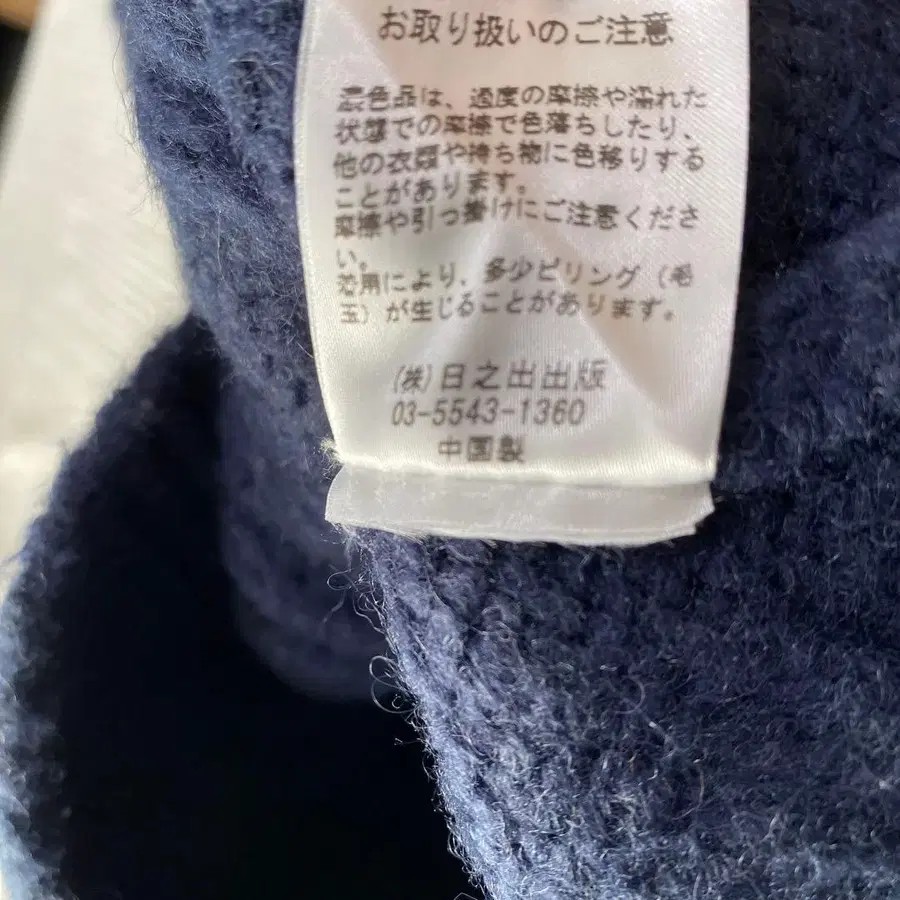 お取り扱いのご注意
濃色品は、過度の摩擦や濡れた
状態での摩擦で色落ちしたり、
他の衣類や持ち物に色移りする
ことがあります。
摩擦や引っ掛けにご注意くださ
い。
着用により、多少ピリング（毛
玉）が生じることがあります。
(株)日之出出版
03-5543-1360
中国製